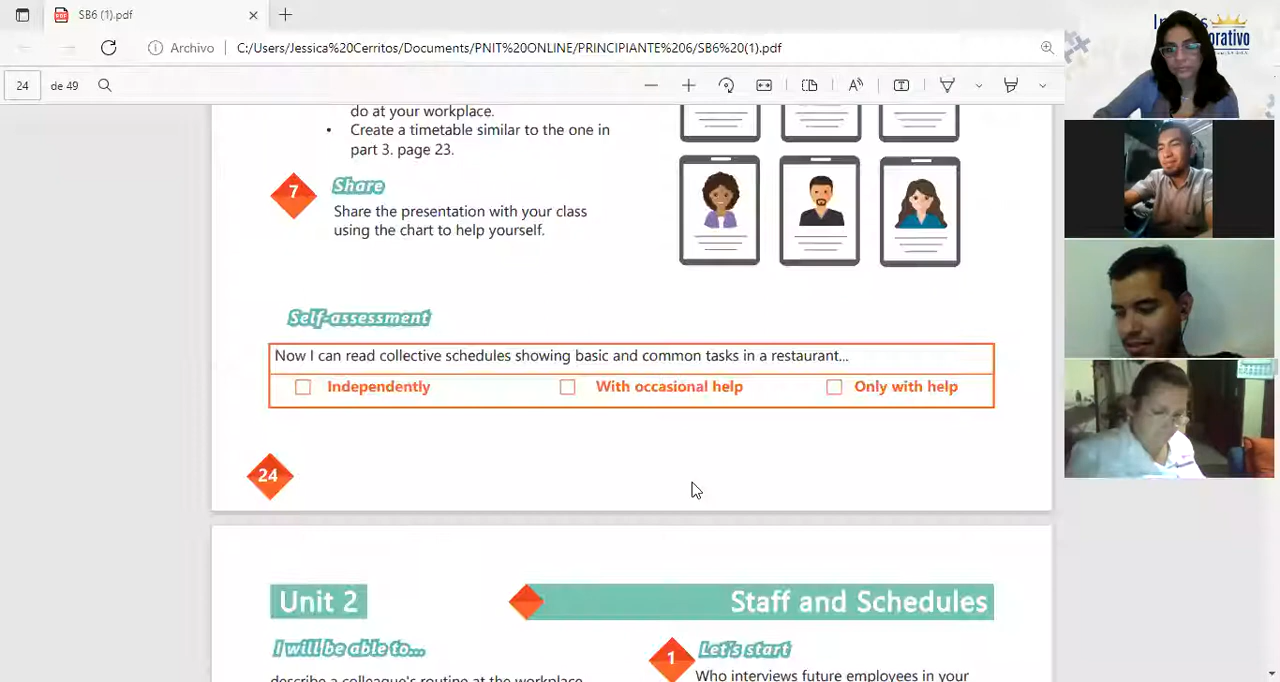 SB6 (1).pdf
Archivo
C:/Users/Jessica%20Cerritos/Documents/PNIT%20ONLINE/PRINCIPIANTE%206/SB6%20(1).pdf
24
de 49
do at your workplace.
• Create a timetable similar to the one in
part 3. page 23.
7
Share
Share the presentation with your class
using the chart to help yourself.
Self-assessment
Now I can read collective schedules showing basic and common tasks in a restaurant...
Independently
With occasional help
Only with help
24
Unit 2
Staff and Schedules
I will be able to...
describe a colleague's routine at the workplace
1
Let's start
Who interviews future employees in your